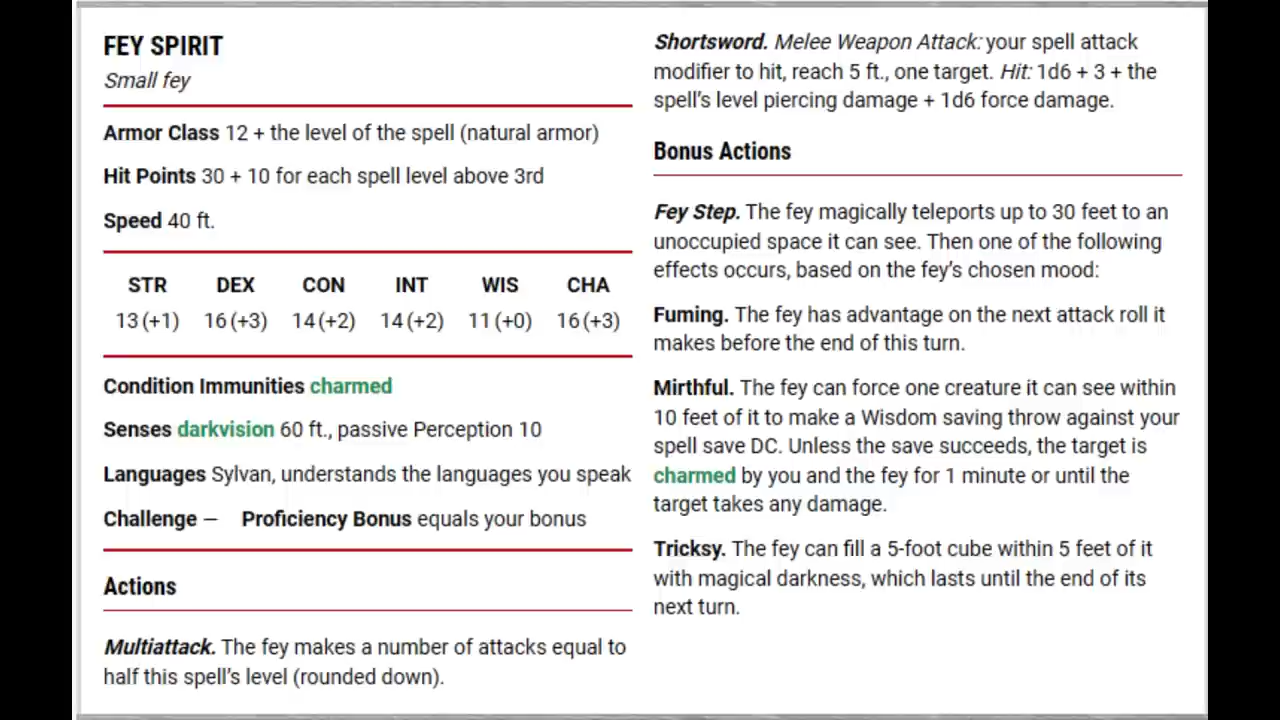 FEY SPIRIT
Small fey
Armor Class 12 + the level of the spell (natural armor)
Hit Points 30 + 10 for each spell level above 3rd
Speed 40 ft.
STR DEX CON INT WIS CHA
13 (+1) 16 (+3) 14 (+2) 14 (+2) 11 (+0) 16 (+3)
Condition Immunities charmed
Senses darkvision 60 ft., passive Perception 10
Languages Sylvan, understands the languages you speak
Challenge — Proficiency Bonus equals your bonus
Actions
Multiattack. The fey makes a number of attacks equal to
half this spell's level (rounded down).
Shortsword. Melee Weapon Attack: your spell attack
modifier to hit, reach 5 ft., one target. Hit: 1d6 + 3 + the
spell's level piercing damage + 1d6 force damage.
Bonus Actions
Fey Step. The fey magically teleports up to 30 feet to an
unoccupied space it can see. Then one of the following
effects occurs, based on the fey's chosen mood:
Fuming. The fey has advantage on the next attack roll it
makes before the end of this turn.
Mirthful. The fey can force one creature it can see within
10 feet of it to make a Wisdom saving throw against your
spell save DC. Unless the save succeeds, the target is
charmed by you and the fey for 1 minute or until the
target takes any damage.
Tricksy. The fey can fill a 5-foot cube within 5 feet of it
with magical darkness, which lasts until the end of its
next turn.